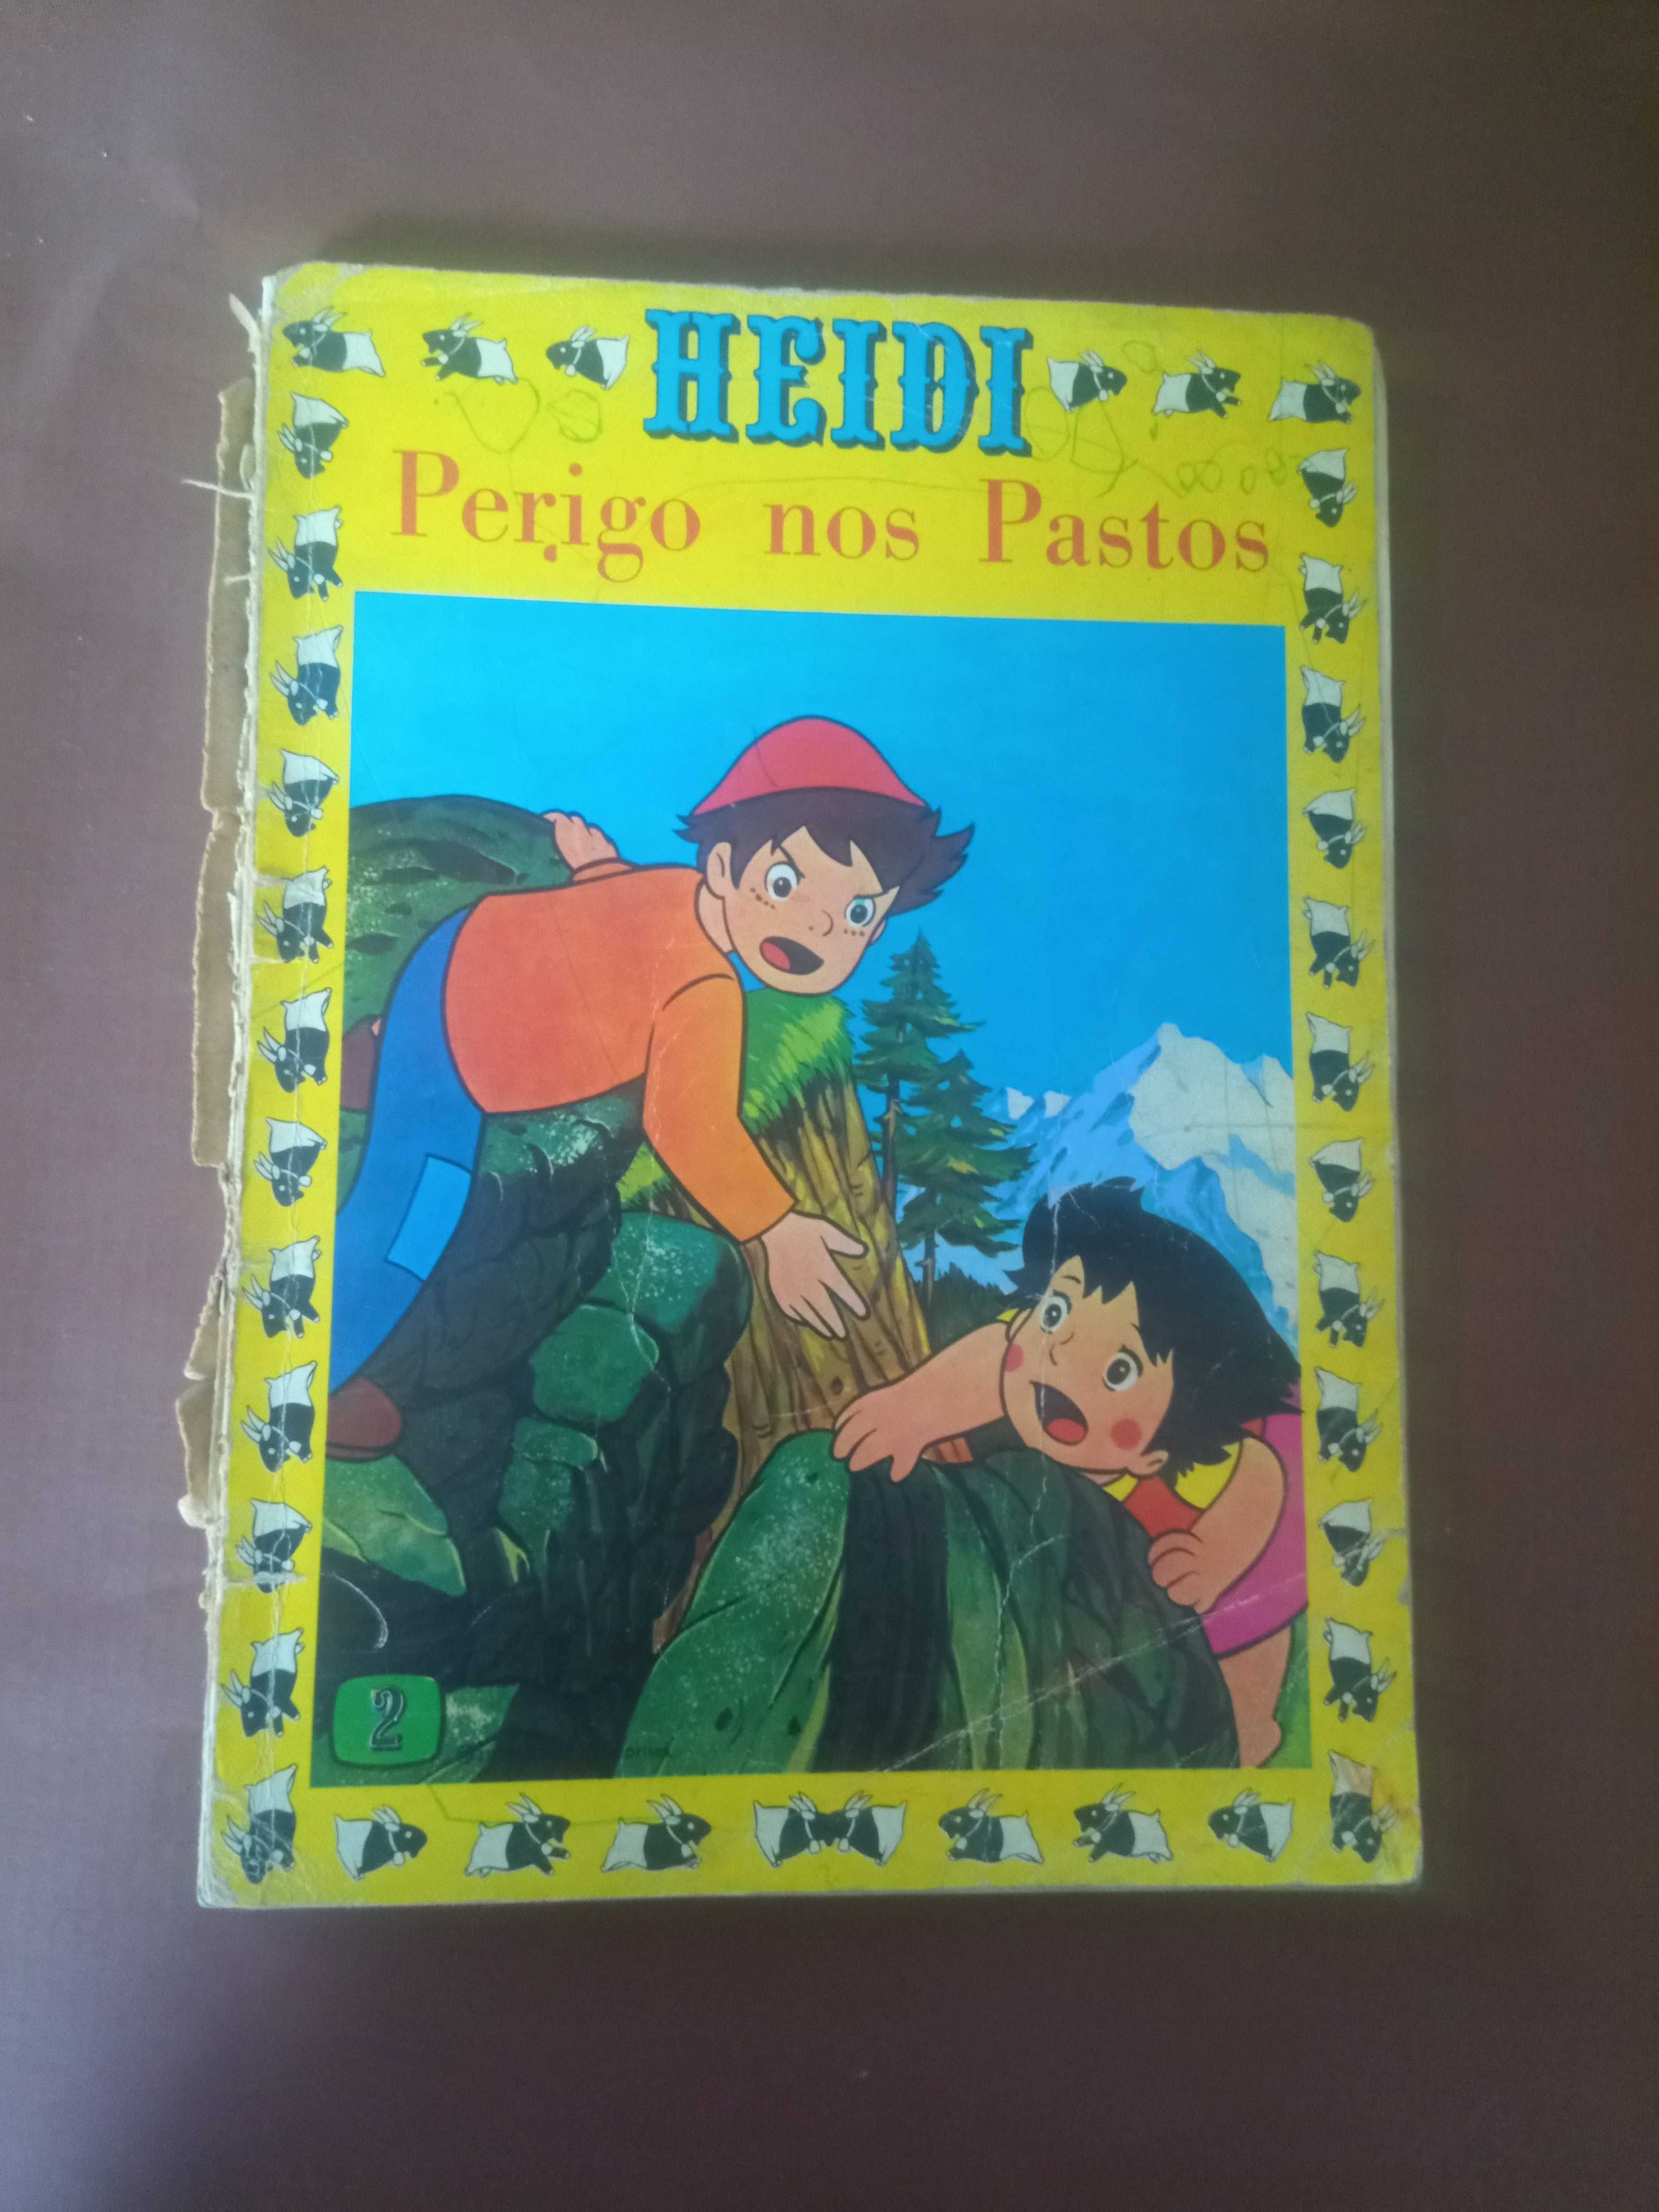 HEIDI
Perigo nos Pastos
2